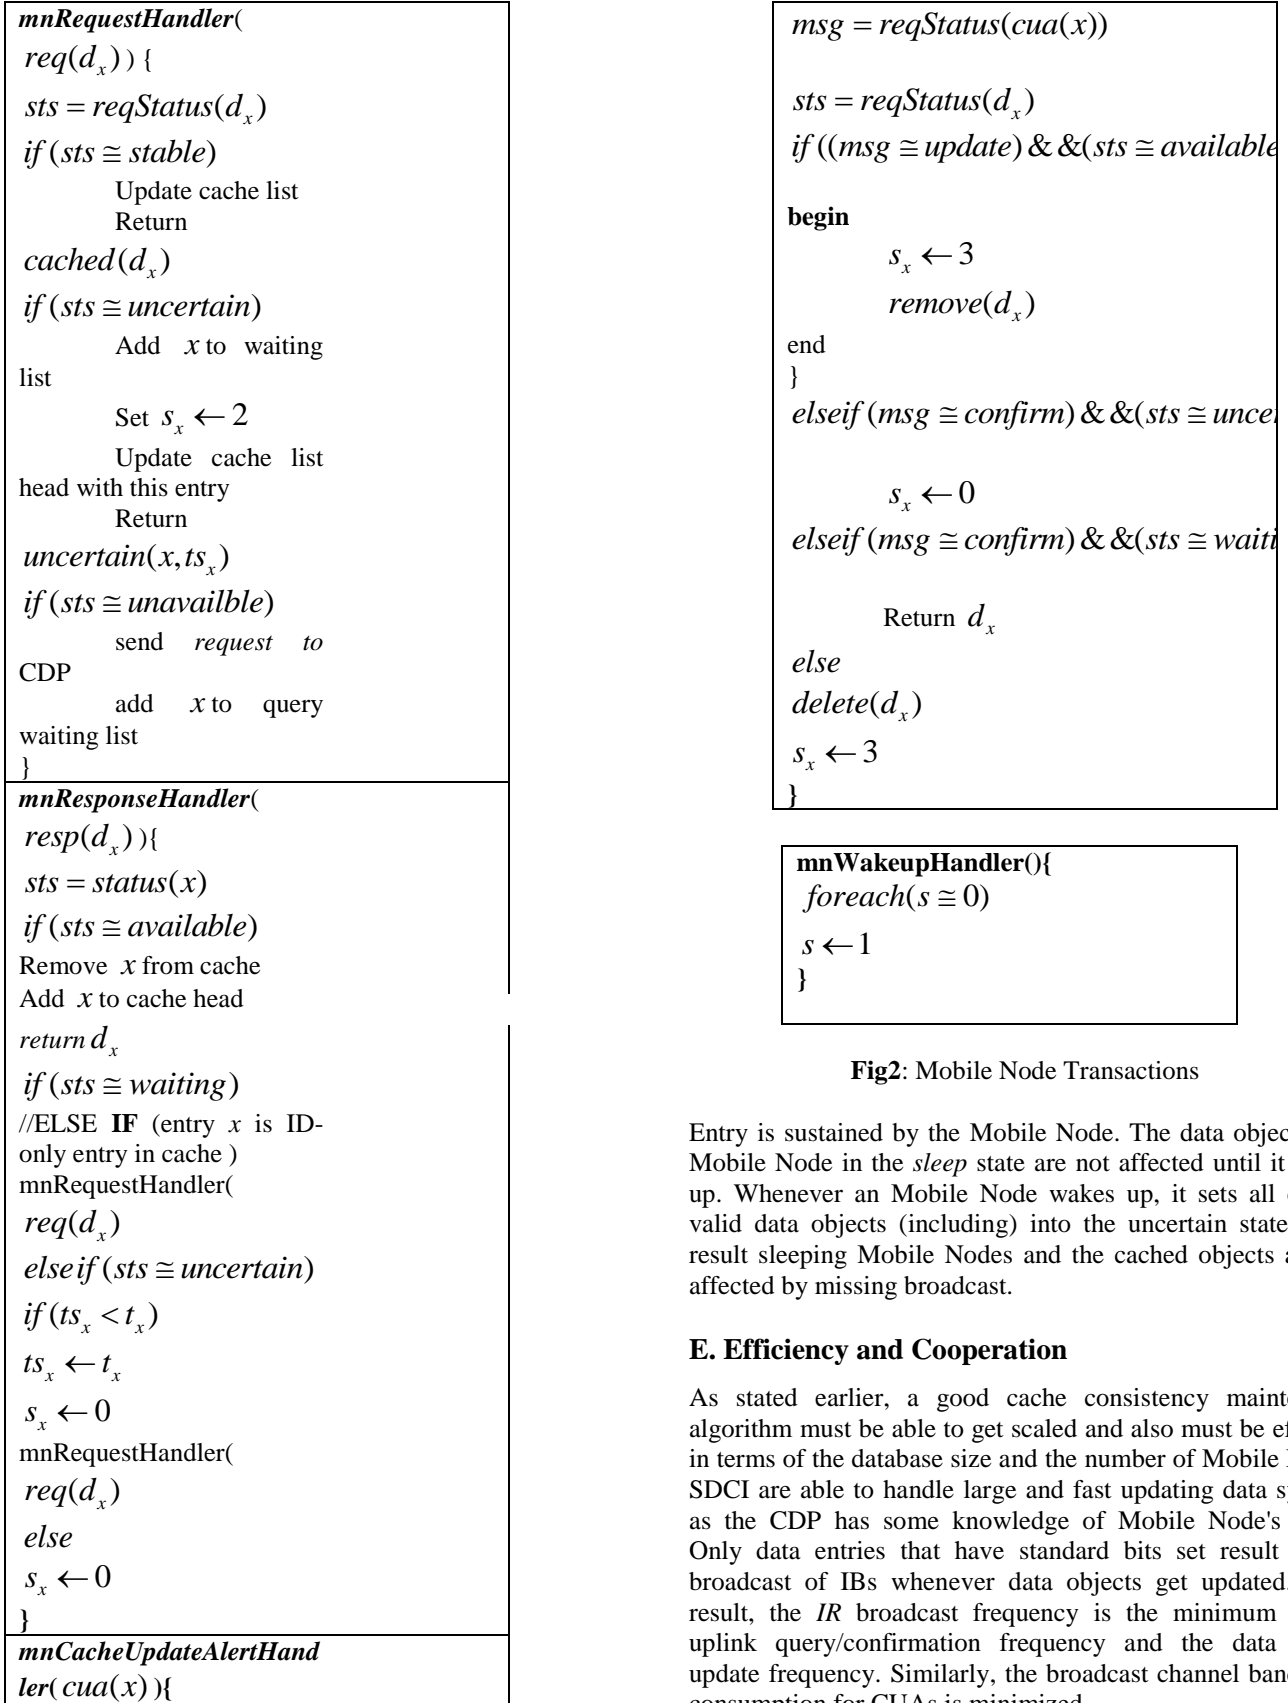 mnRequestHandler(
req(d_x) ) {
sts = reqStatus(d_x)
if (sts ≅ stable)
Update cache list
Return
cached(d_x)
if (sts ≅ uncertain)
Add x to waiting
list
Set s_x ← 2
Update cache list
head with this entry
Return
uncertain(x, ts_x)
if (sts ≅ unavailble)
send request to
CDP
add x to query
waiting list
}
mnResponseHandler(
resp(d_x) ){
sts = status(x)
if (sts ≅ available)
Remove x from cache
Add x to cache head
return d_x
if (sts ≅ waiting)
//ELSE IF (entry x is ID-
only entry in cache )
mnRequestHandler(
req(d_x)
elseif (sts ≅ uncertain)
if (ts_x < t_x)
ts_x ← t_x
s_x ← 0
mnRequestHandler(
req(d_x)
else
s_x ← 0
}
mnCacheUpdateAlertHand
ler( cua(x) ){
msg = reqStatus(cua(x))
sts = reqStatus(d_x)
if ((msg ≅ update) & &(sts ≅ available
begin
s_x ← 3
remove(d_x)
end
}
elseif (msg ≅ confirm) & &(sts ≅
s_x ← 0
elseif (msg ≅ confirm) & &(sts ≅
Return d_x
else
delete(d_x)
s_x ← 3
}
mnWakeupHandler(){
foreach(s ≅ 0)
s ← 1
}
Fig2: Mobile Node Transactions
Entry is sustained by the Mobile Node. The data
Mobile Node in the sleep state are not affected until it
up. Whenever an Mobile Node wakes up, it sets all
valid data objects (including) into the uncertain state
result sleeping Mobile Nodes and the cached objects
affected by missing broadcast.
E. Efficiency and Cooperation
As stated earlier, a good cache consistency
algorithm must be able to get scaled and also must be
in terms of the database size and the number of Mobile
SDCI are able to handle large and fast updating data
as the CDP has some knowledge of Mobile Node's
Only data entries that have standard bits set result
broadcast of IBs whenever data objects get updated.
result, the IR broadcast frequency is the minimum
uplink query/confirmation frequency and the data
update frequency. Similarly, the broadcast channel
consumption for CUAs is minimized.